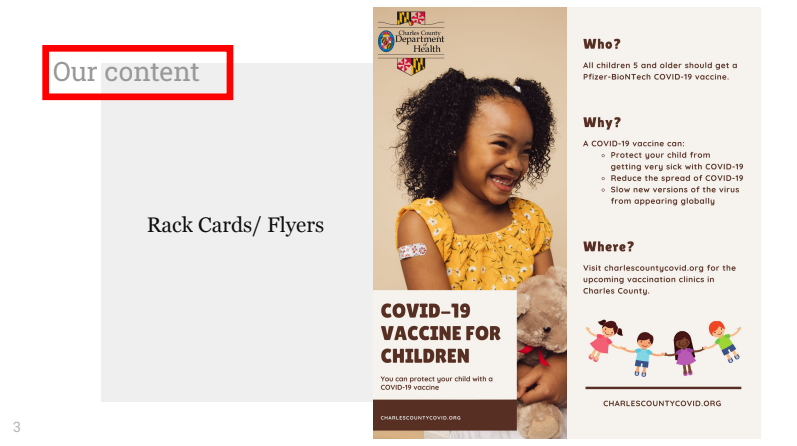 Our content
Rack Cards/ Flyers
Charles County
Department
of
Health
COVID-19
VACCINE FOR
CHILDREN
You can protect your child with a
COVID-19 vaccine
CHARLESCOUNTYCOVID.ORG
Who?
All children 5 and older should get a
Pfizer-BioNTech COVID-19 vaccine.
Why?
A COVID-19 vaccine can:
Protect your child from
getting very sick with COVID-19
Reduce the spread of COVID-19
Slow new versions of the virus
from appearing globally
Where?
Visit charlescountycovid.org for the
upcoming vaccination clinics in
Charles County.
CHARLESCOUNTYCOVID.ORG
3